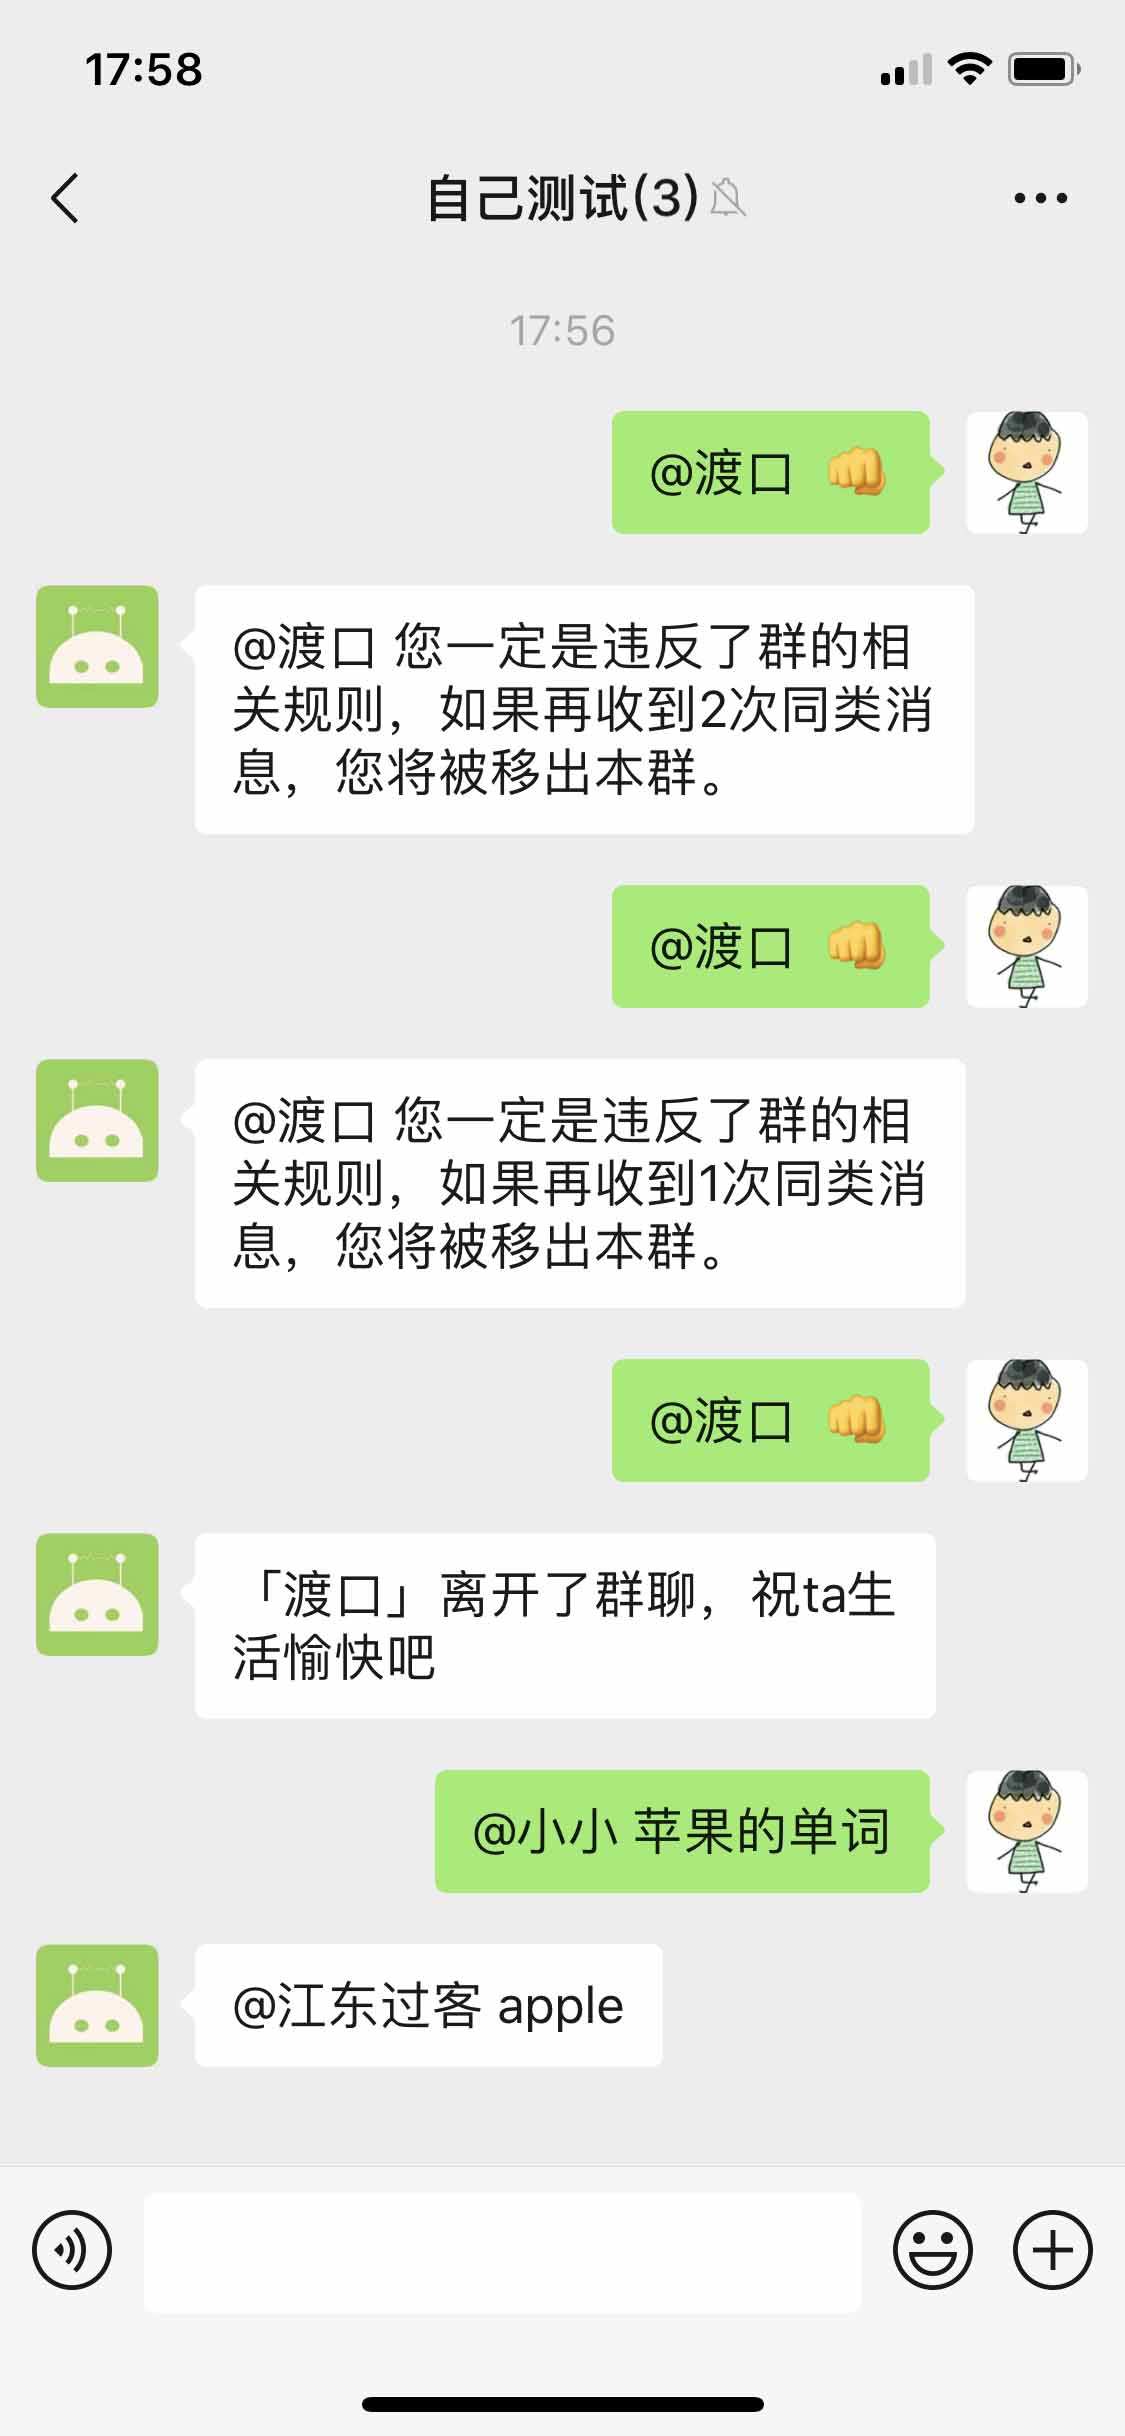 17:58
自己测试(3)
17:56
@渡口 👊
@渡口 您一定是违反了群的相
关规则，如果再收到2次同类消
息，您将被移出本群。
@渡口 👊
@渡口 您一定是违反了群的相
关规则，如果再收到1次同类消
息，您将被移出本群。
@渡口 👊
「渡口」离开了群聊，祝ta生
活愉快吧
@小小 苹果的单词
@江东过客 apple